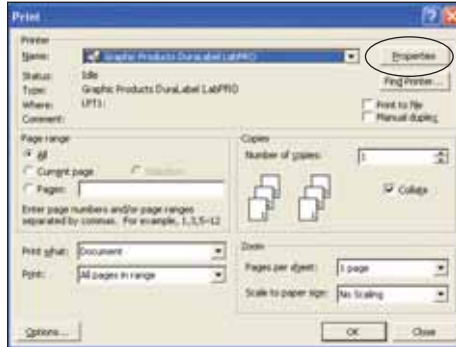 Print
Printer
Name: Graphic Products DuraLabel LabPRO
Properties
Status: Idle
Find Printer...
Type: Graphic Products DuraLabel LabPRO
Where: LPT1:
Print to file
Comment:
Manual duplex
Page range
All
Current page
Pages:
Enter page numbers and/or page ranges
separated by commas. For example, 1,3,5–12
Copies
Number of copies: 1
Collate
Print what: Document
Print: All pages in range
Zoom
Pages per sheet: 1 page
Scale to paper size: No Scaling
Options...
OK
Close